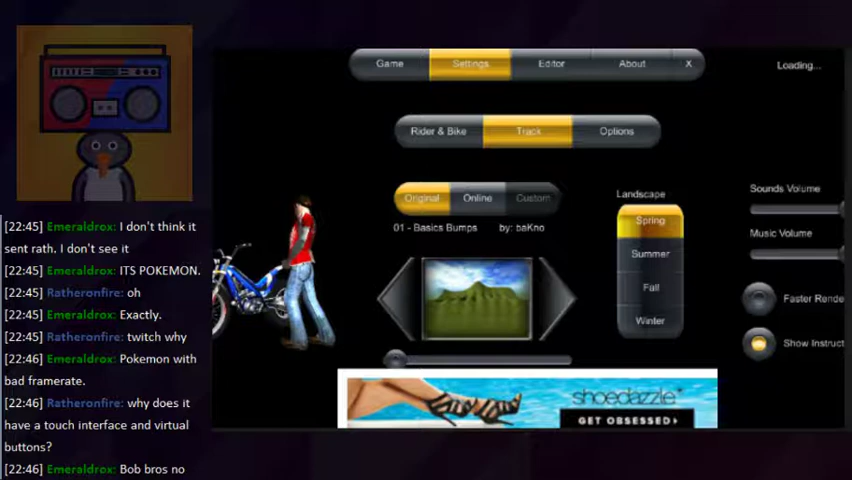 Game Settings Editor About X
Loading...
Rider & Bike Track Options
Original Online Custom
01 - Basics Bumps by: baKno
Landscape
Spring
Summer
Fall
Winter
Sounds Volume
Music Volume
Faster Rende
Show Instruct
shoedazzle
GET OBSESSED
[22:45] Emeraldrox: I don't think it
sent rath. I don't see it
[22:45] Emeraldrox: ITS POKEMON.
[22:45] Ratheronfire: oh
[22:45] Emeraldrox: Exactly.
[22:45] Ratheronfire: twitch why
[22:46] Emeraldrox: Pokemon with
bad framerate.
[22:46] Ratheronfire: why does it
have a touch interface and virtual
buttons?
[22:46] Emeraldrox: Bob bros no